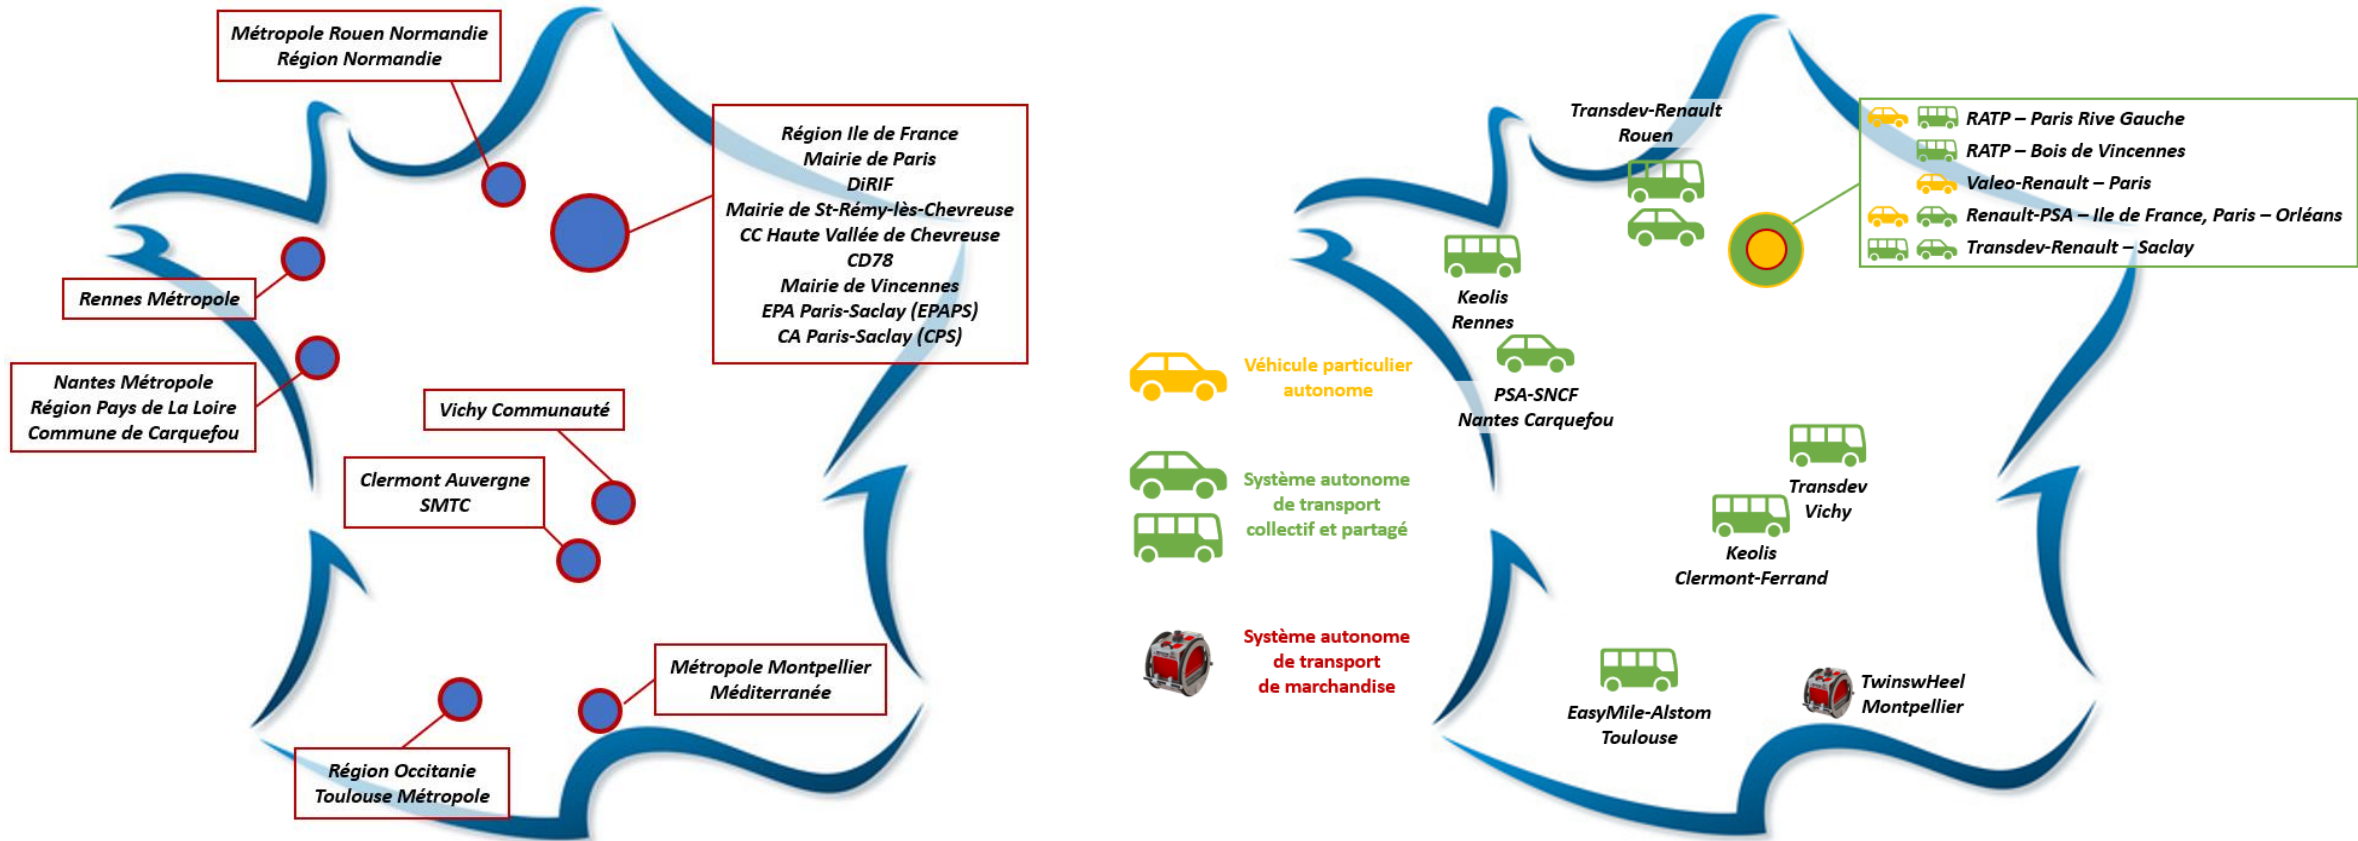 Métropole Rouen Normandie
Région Normandie
Région Ile de France
Mairie de Paris
DiRIF
Mairie de St-Rémy-lès-Chevreuse
CC Haute Vallée de Chevreuse
CD78
Mairie de Vincennes
EPA Paris-Saclay (EPAPS)
CA Paris-Saclay (CPS)
Rennes Métropole
Nantes Métropole
Région Pays de La Loire
Commune de Carquefou
Vichy Communauté
Clermont Auvergne
SMTC
Métropole Montpellier
Méditerranée
Région Occitanie
Toulouse Métropole
Véhicule particulier
autonome
Système autonome
de transport
collectif et partagé
Système autonome
de transport
de marchandise
Transdev-Renault
Rouen
RATP – Paris Rive Gauche
RATP – Bois de Vincennes
Valeo-Renault – Paris
Renault-PSA – Ile de France, Paris – Orléans
Transdev-Renault – Saclay
Keolis
Rennes
PSA-SNCF
Nantes Carquefou
Transdev
Vichy
Keolis
Clermont-Ferrand
EasyMile-Alstom
Toulouse
TwinswHeel
Montpellier